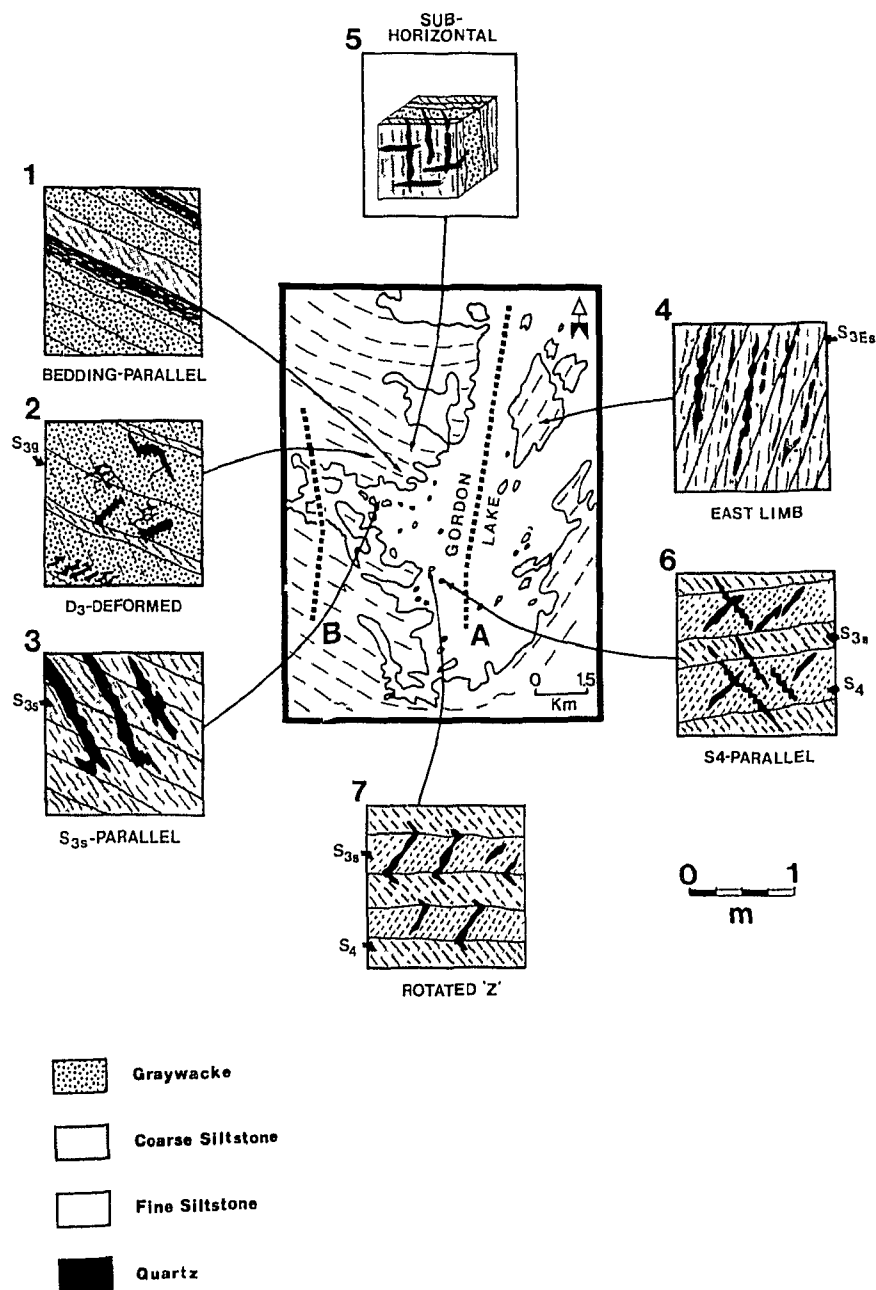 5
SUB-
HORIZONTAL
1
BEDDING-PARALLEL
2
S3g
D3-DEFORMED
3
S3s
S3s-PARALLEL
GORDON
LAKE
B
A
0 1.5
Km
4
S3Es
EAST LIMB
6
S3s
S4
S4-PARALLEL
7
S3s
S4
ROTATED 'Z'
0 1
m
Graywacke
Coarse Siltstone
Fine Siltstone
Quartz